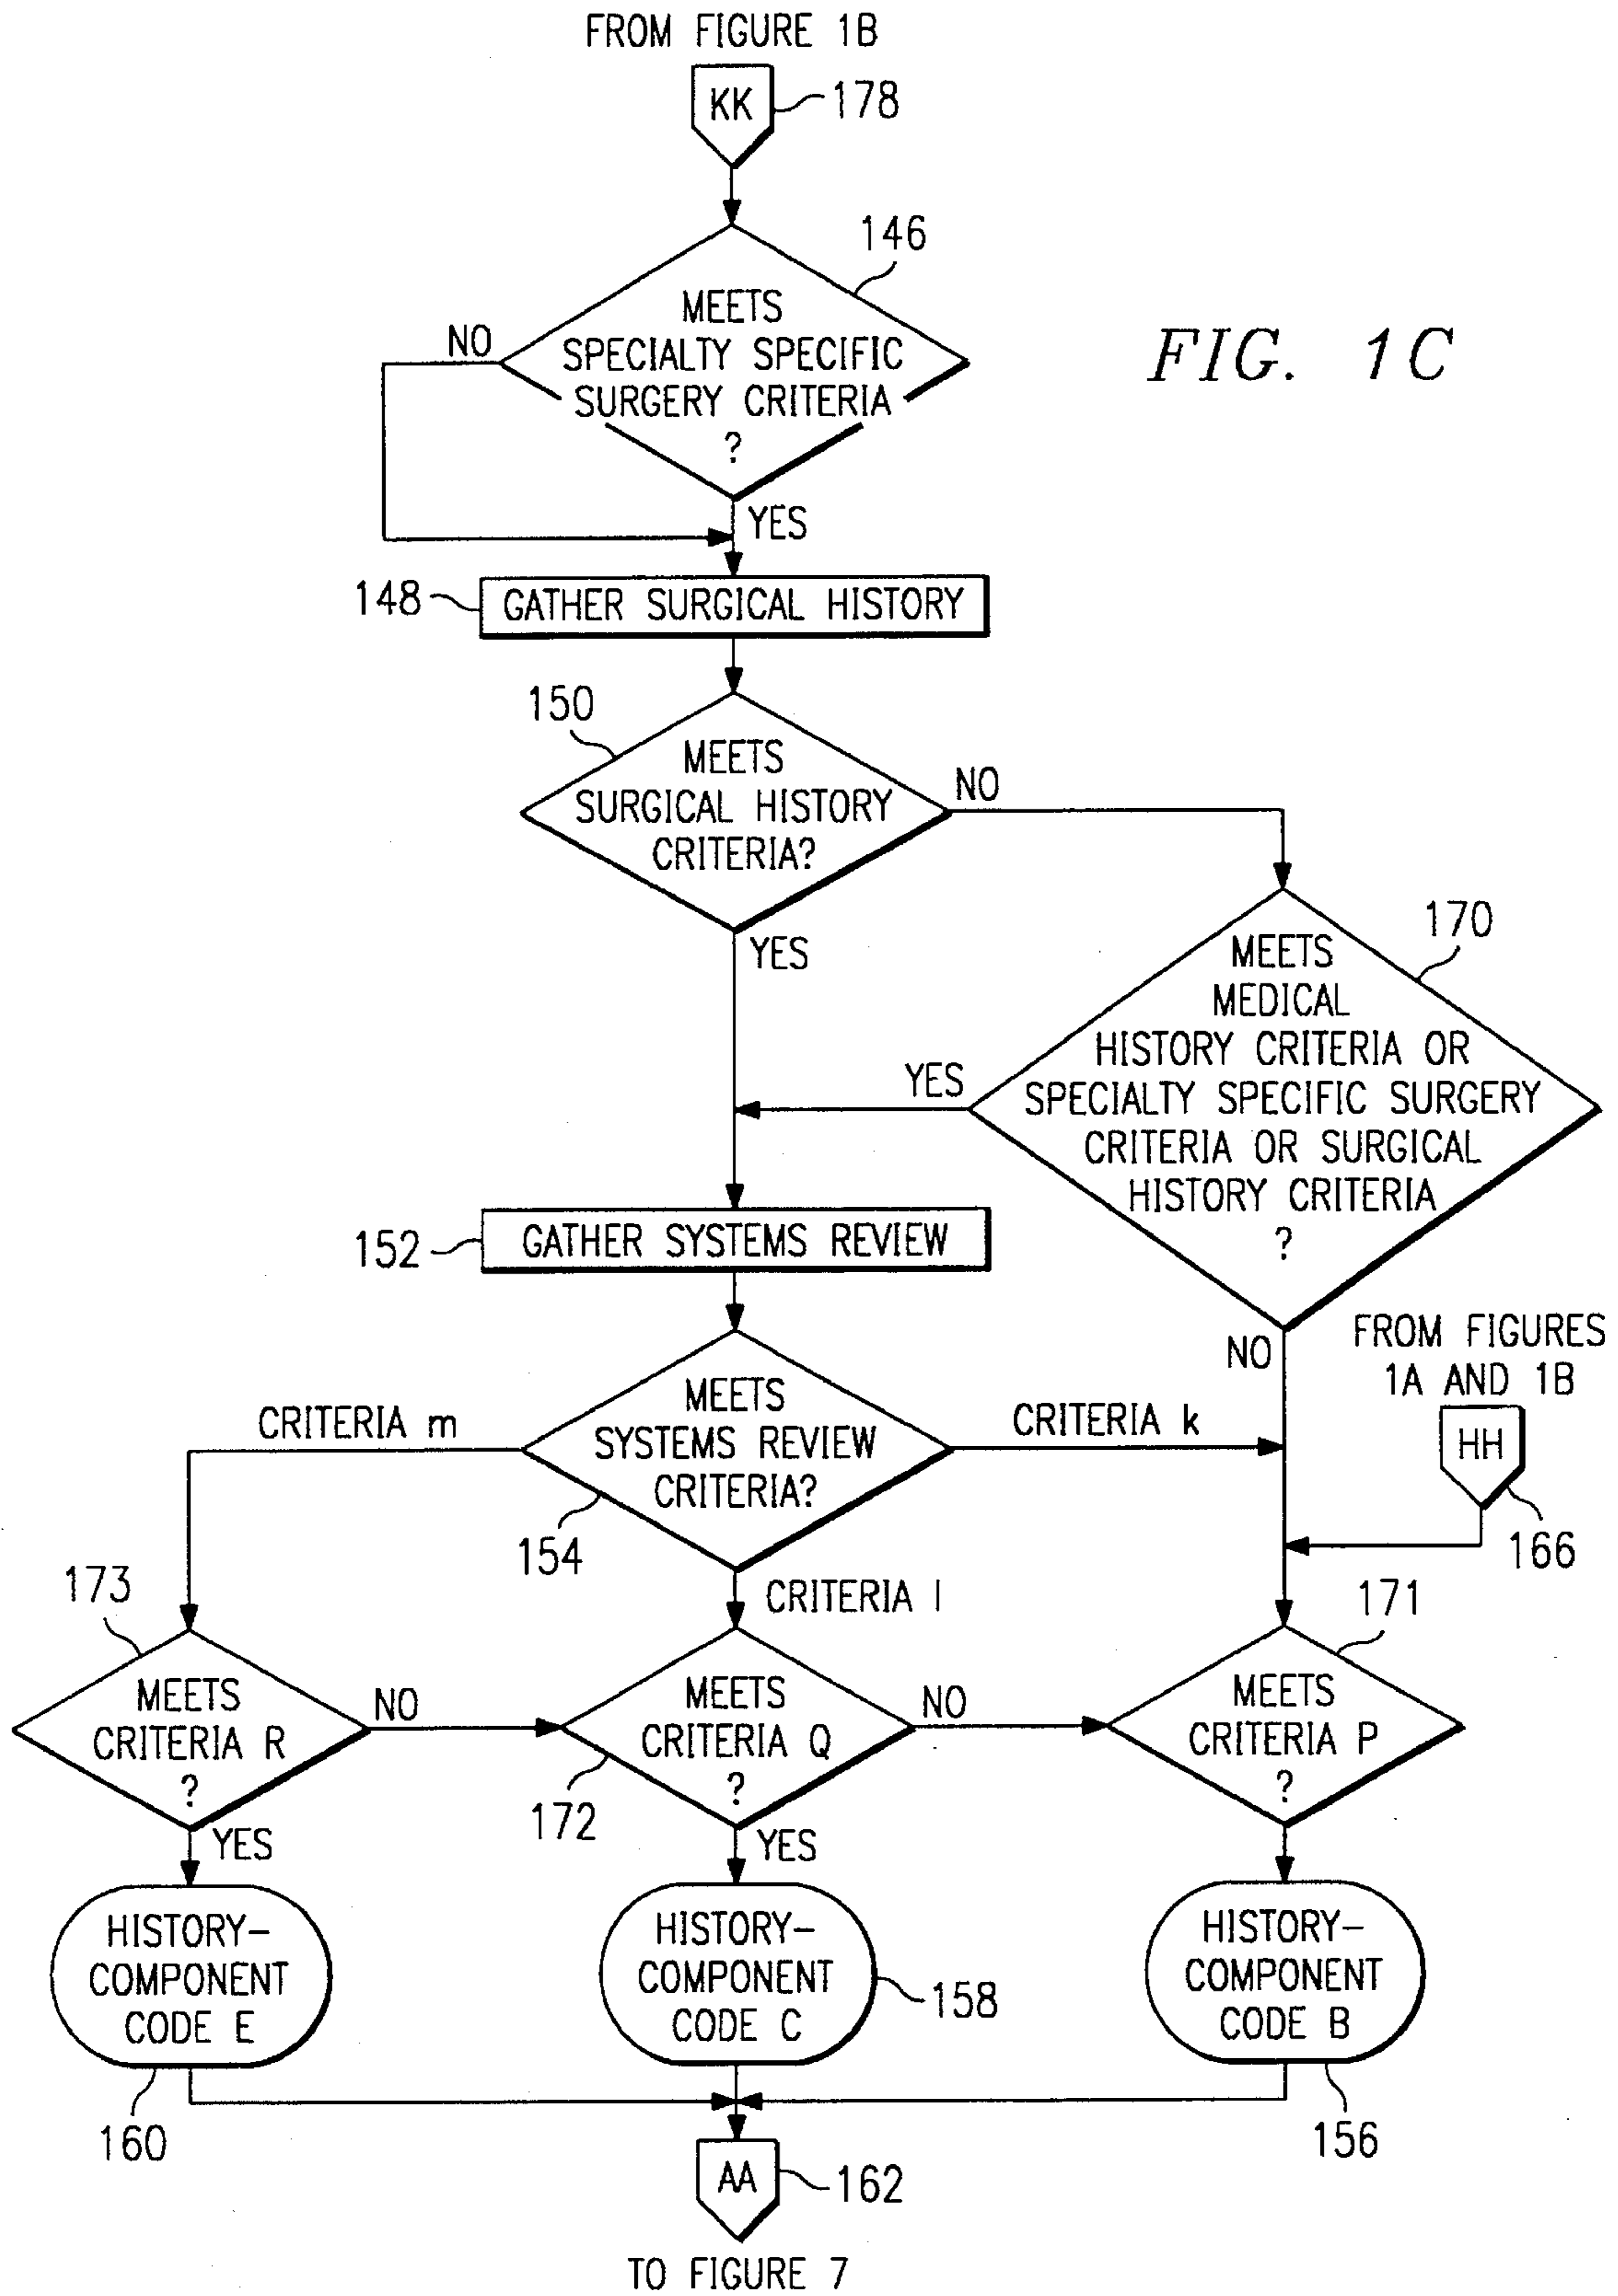 FROM FIGURE 1B
KK
178
146
MEETS
SPECIALTY SPECIFIC
SURGERY CRITERIA
?
NO
YES
FIG. 1C
148
GATHER SURGICAL HISTORY
150
MEETS
SURGICAL HISTORY
CRITERIA?
NO
YES
170
MEETS
MEDICAL
HISTORY CRITERIA OR
SPECIALTY SPECIFIC SURGERY
CRITERIA OR SURGICAL
HISTORY CRITERIA
?
YES
NO
152
GATHER SYSTEMS REVIEW
FROM FIGURES
1A AND 1B
HH
166
MEETS
SYSTEMS REVIEW
CRITERIA?
154
CRITERIA m
CRITERIA k
CRITERIA l
173
MEETS
CRITERIA R
?
NO
YES
MEETS
CRITERIA Q
?
172
NO
YES
171
MEETS
CRITERIA P
?
HISTORY-
COMPONENT
CODE E
160
HISTORY-
COMPONENT
CODE C
158
HISTORY-
COMPONENT
CODE B
156
AA
162
TO FIGURE 7